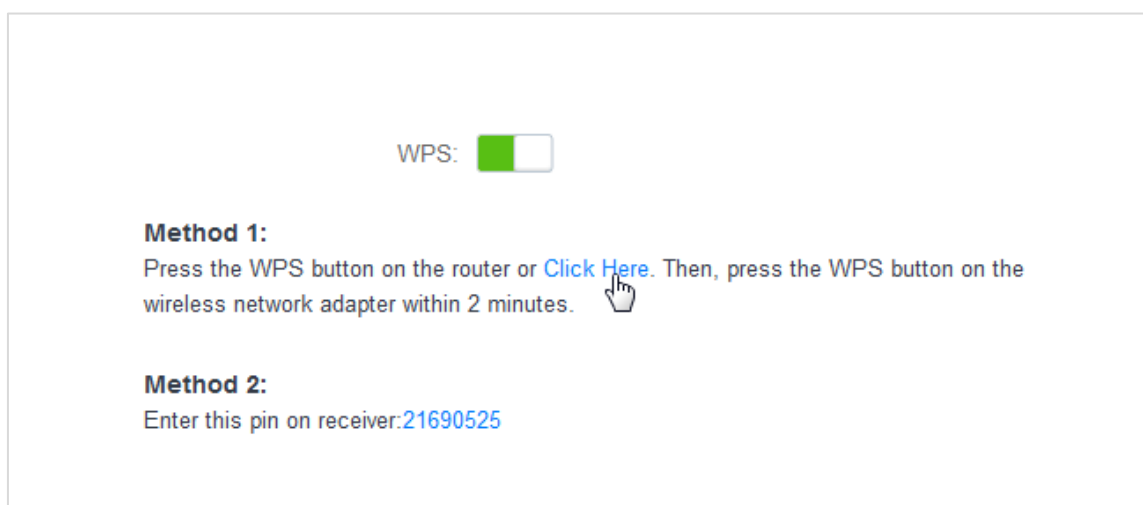 WPS:
Method 1:
Press the WPS button on the router or Click Here. Then, press the WPS button on the
wireless network adapter within 2 minutes.
Method 2:
Enter this pin on receiver:21690525